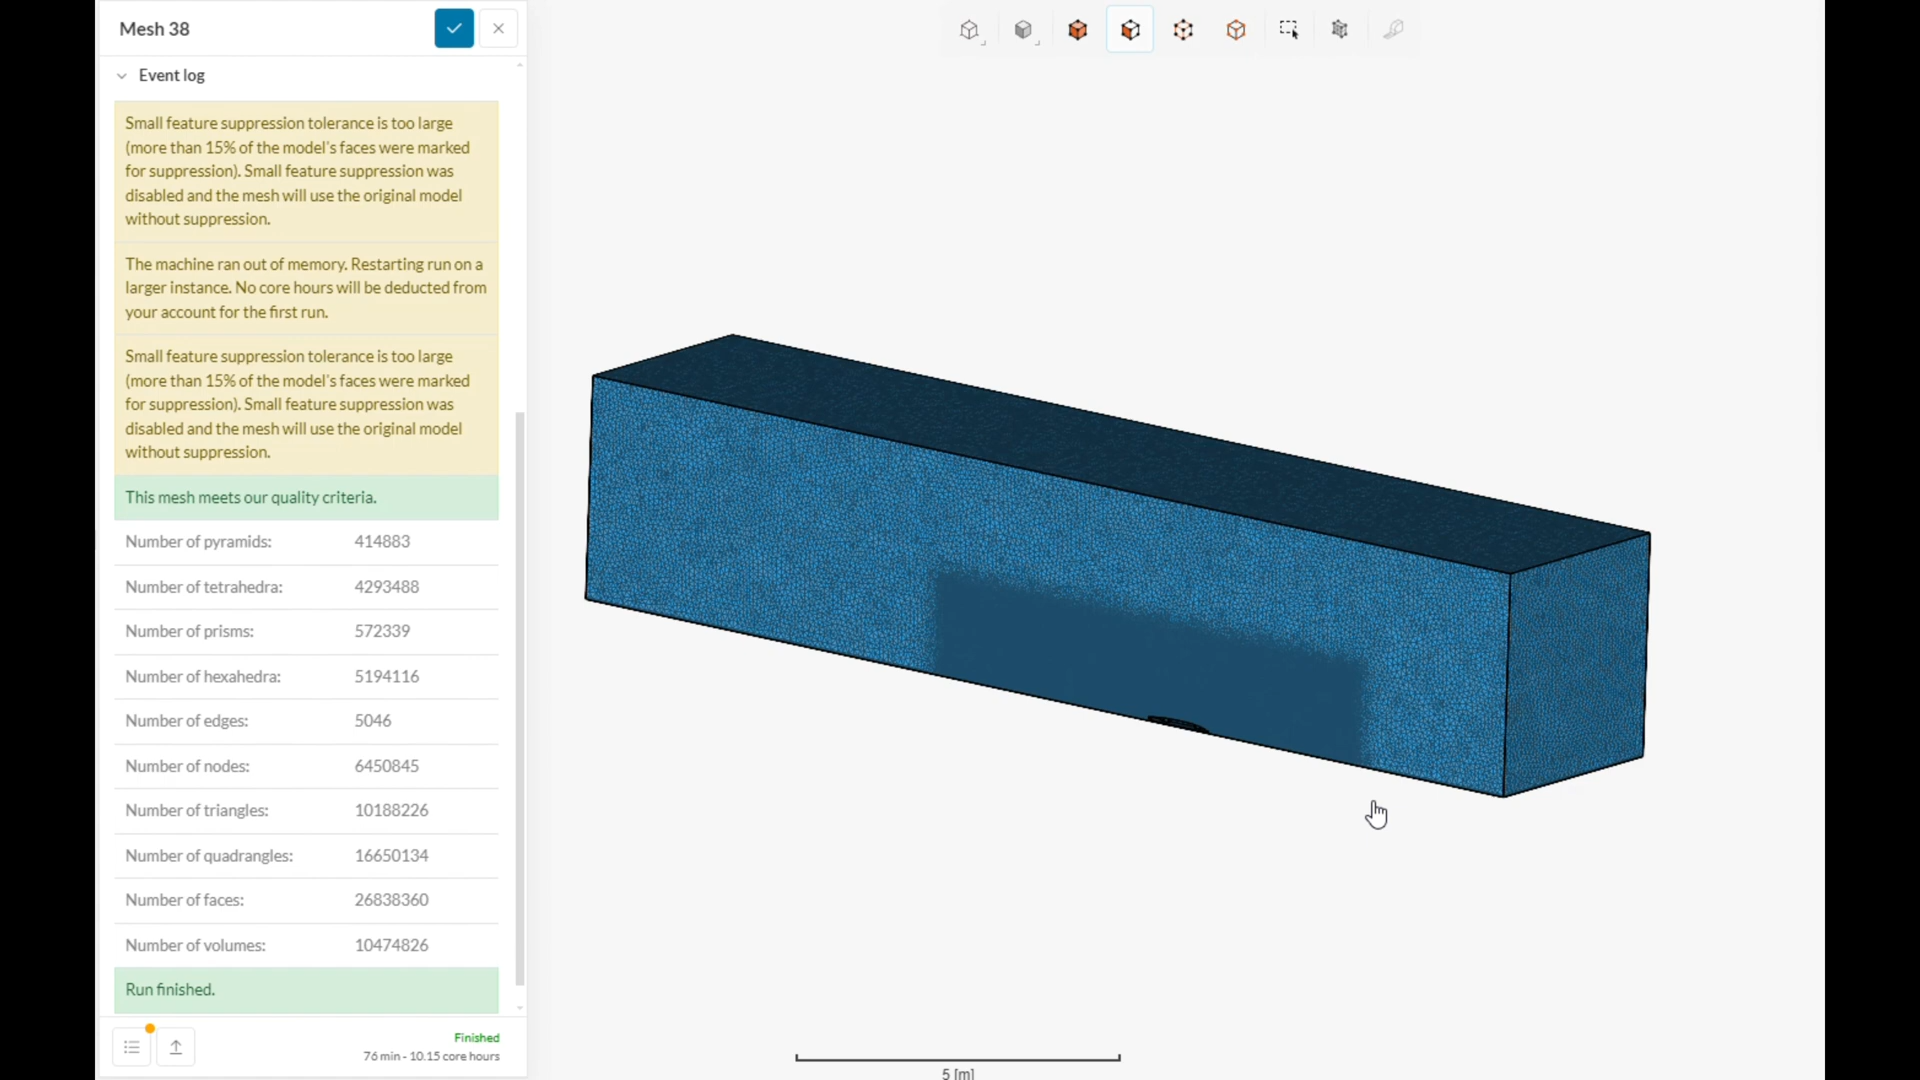 Mesh 38
Event log
Small feature suppression tolerance is too large
(more than 15% of the model's faces were marked
for suppression). Small feature suppression was
disabled and the mesh will use the original model
without suppression.
The machine ran out of memory. Restarting run on a
larger instance. No core hours will be deducted from
your account for the first run.
Small feature suppression tolerance is too large
(more than 15% of the model's faces were marked
for suppression). Small feature suppression was
disabled and the mesh will use the original model
without suppression.
This mesh meets our quality criteria.
Number of pyramids: 414883
Number of tetrahedra: 4293488
Number of prisms: 572339
Number of hexahedra: 5194116
Number of edges: 5046
Number of nodes: 6450845
Number of triangles: 10188226
Number of quadrangles: 16650134
Number of faces: 26838360
Number of volumes: 10474826
Run finished.
Finished
76 min - 10.15 core hours
5 [m]